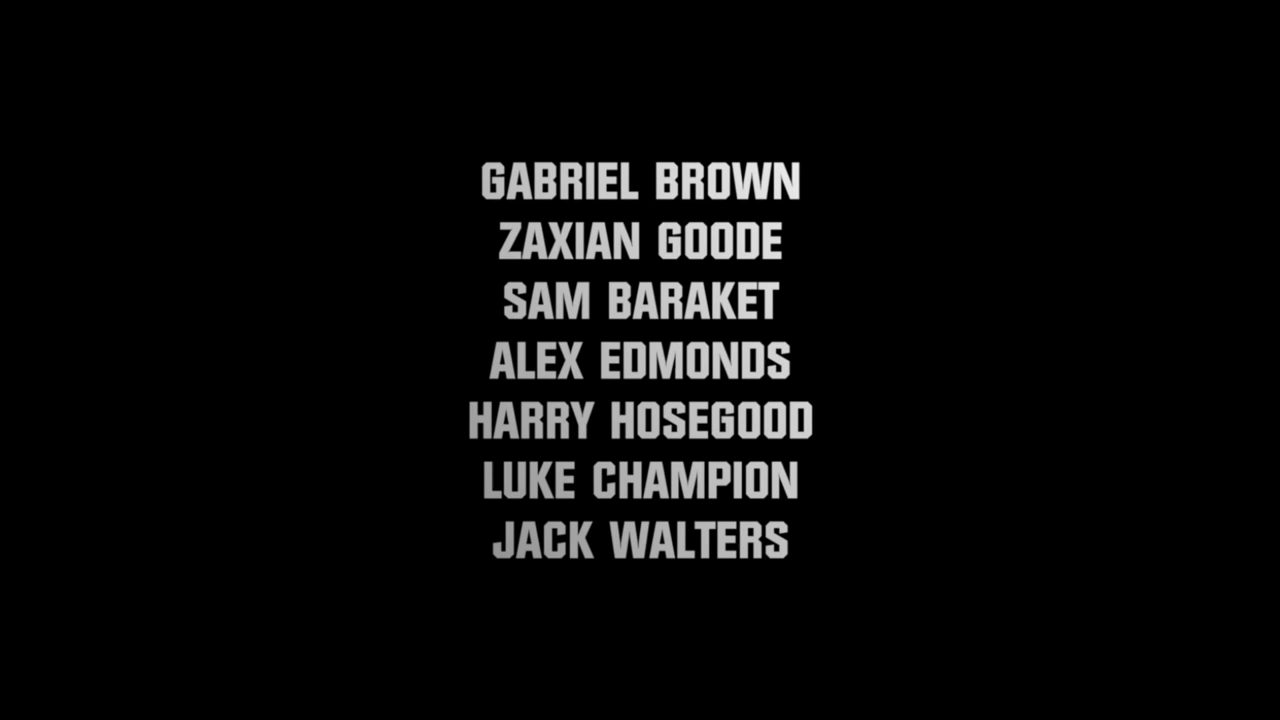 GABRIEL BROWN
ZAXIAN GOODE
SAM BARAKET
ALEX EDMONDS
HARRY HOSEGOOD
LUKE CHAMPION
JACK WALTERS